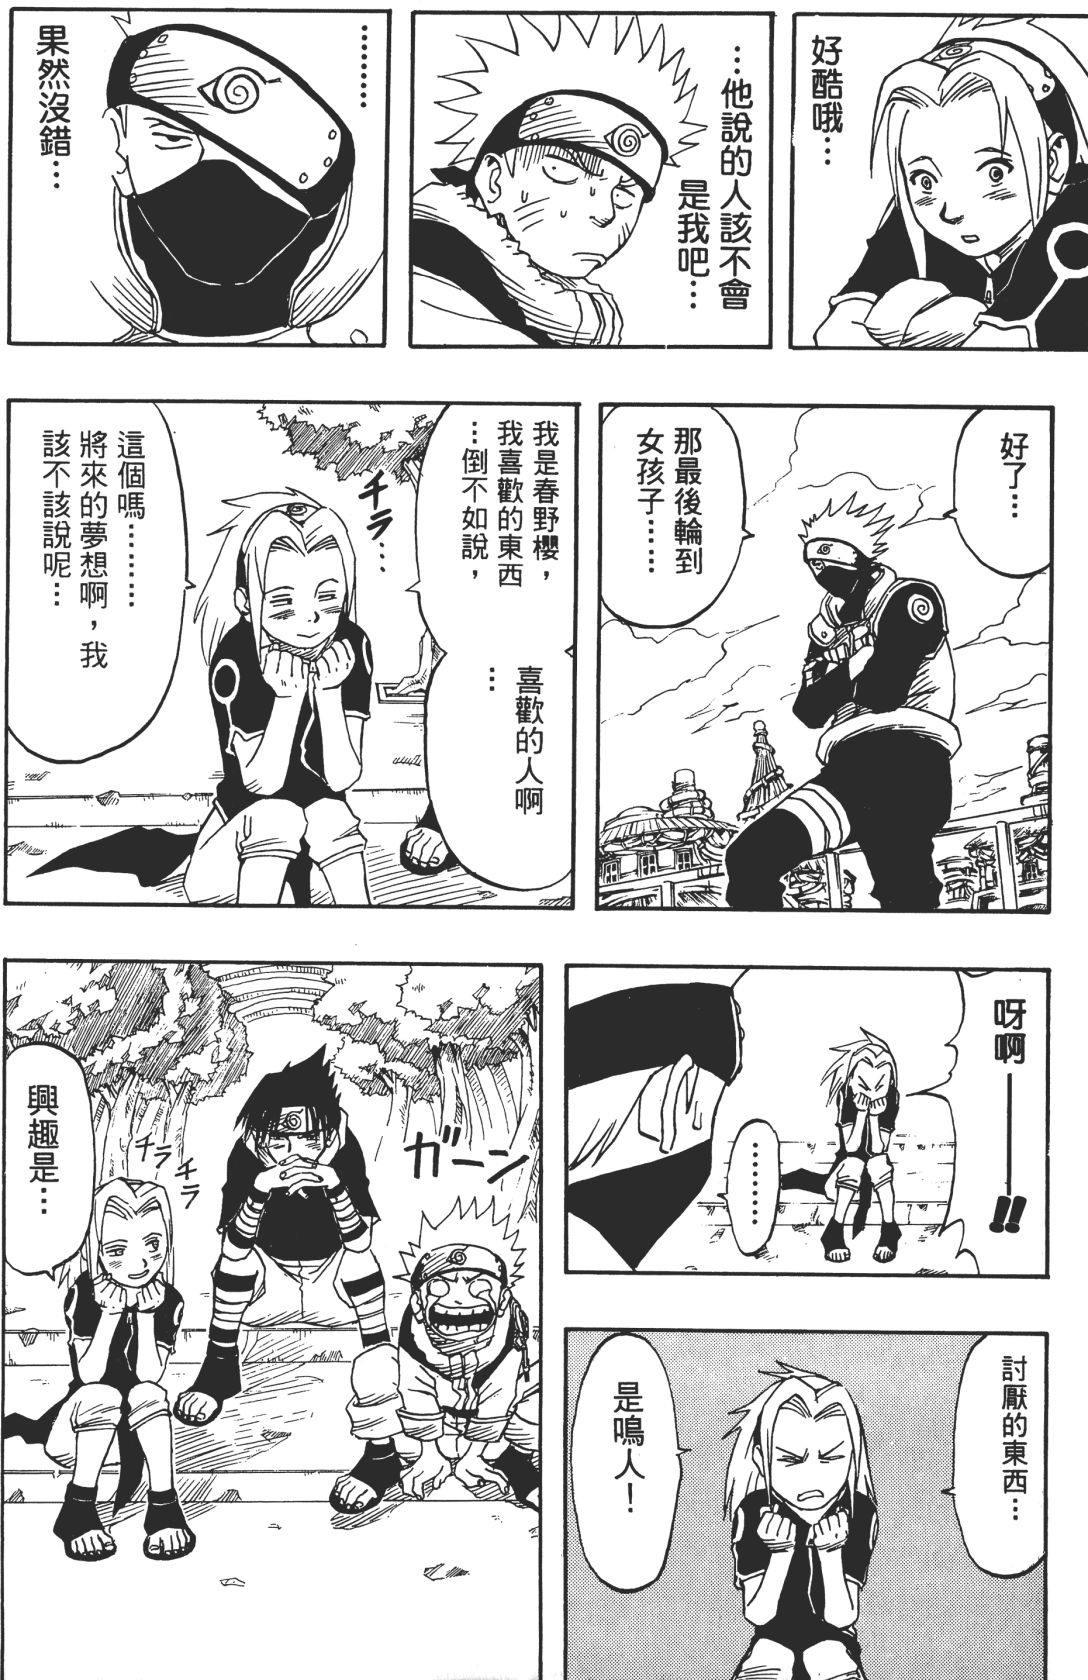 好酷哦…
…他說的人該不會
是我吧…
………
果然沒錯…
好了…
那最後輪到
女孩子……
我是春野櫻，
我喜歡的東西
…倒不如說，
喜歡的人啊
…
チラ…
這個嗎………
將來的夢想啊，我
該不該說呢…
呀啊——!!
………
討厭的東西…
是鳴人！
ガーン
チラ
チラ
興趣是…